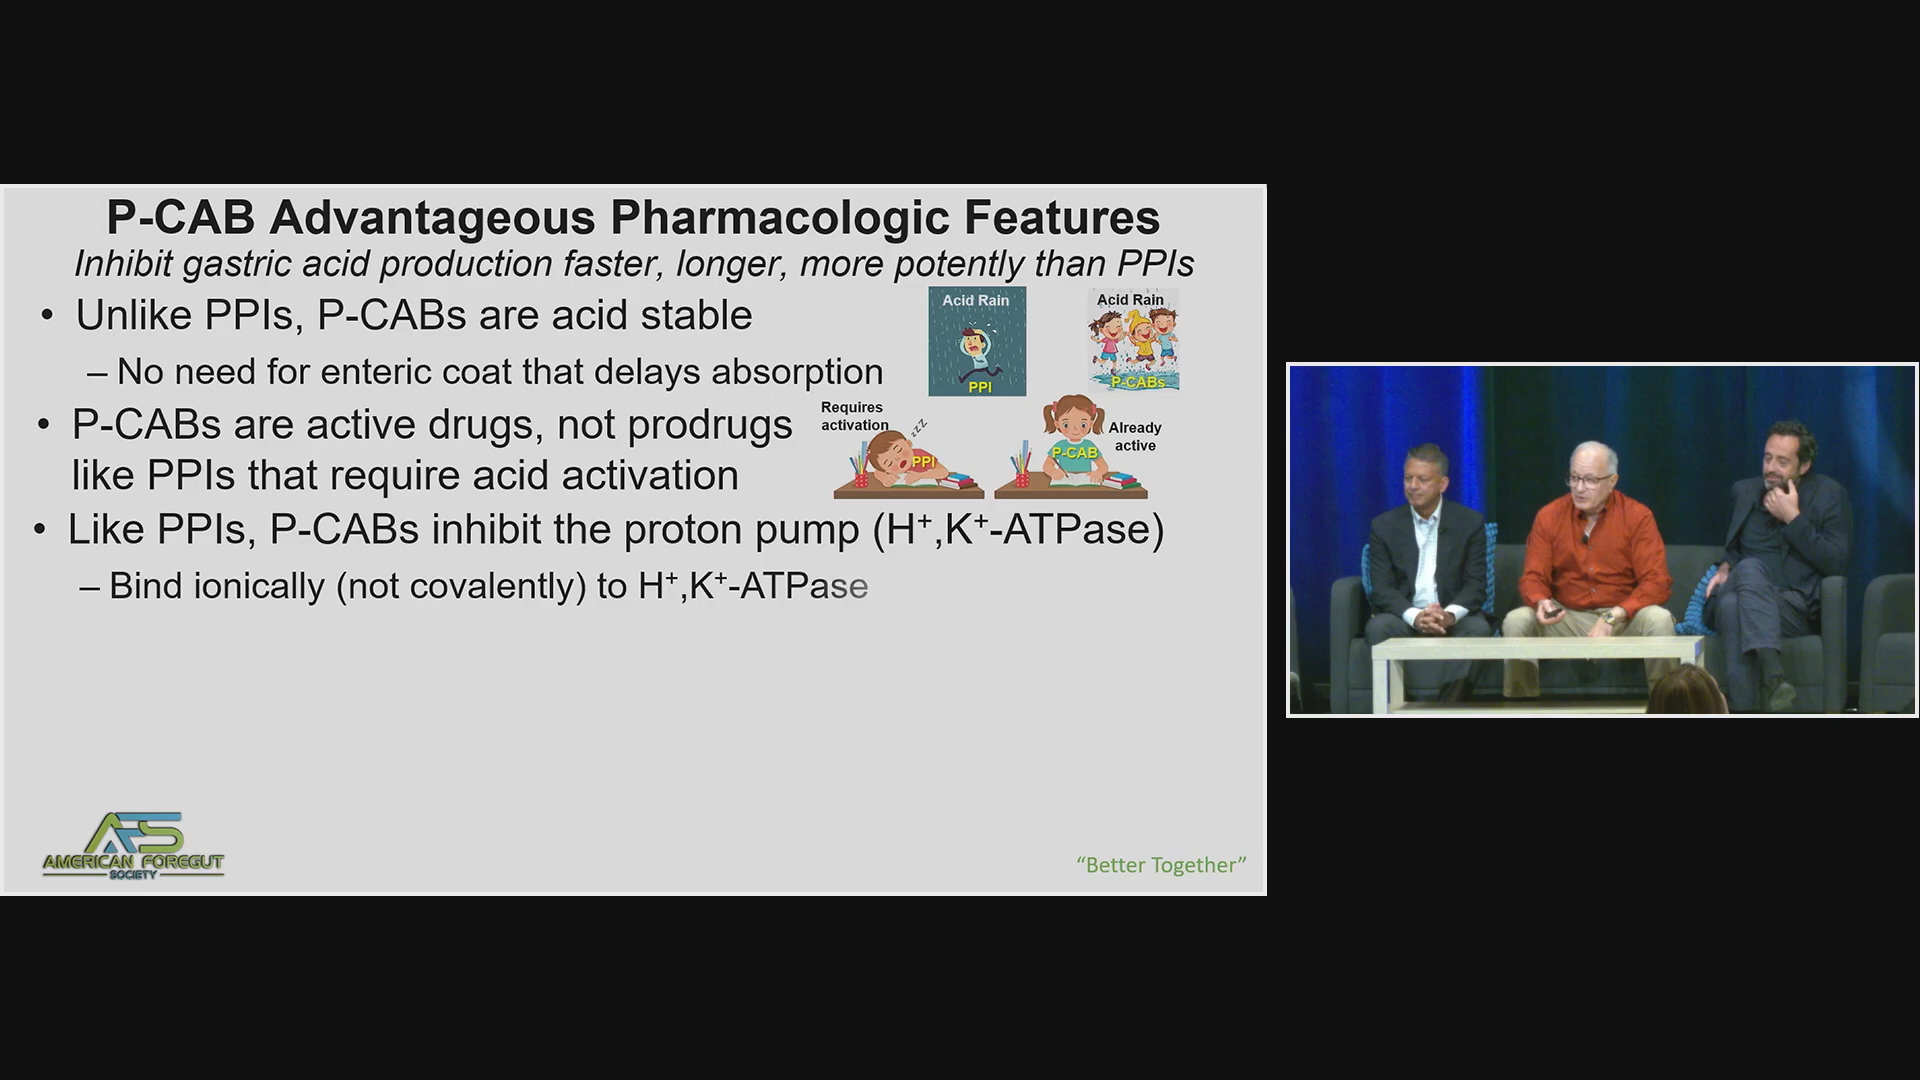 P-CAB Advantageous Pharmacologic Features
Inhibit gastric acid production faster, longer, more potently than PPIs
• Unlike PPIs, P-CABs are acid stable
– No need for enteric coat that delays absorption
Acid Rain
PPI
Acid Rain
P-CABs
• P-CABs are active drugs, not prodrugs
like PPIs that require acid activation
Requires
activation
zzZ
PPI
P-CAB
Already
active
• Like PPIs, P-CABs inhibit the proton pump (H⁺,K⁺-ATPase)
– Bind ionically (not covalently) to H⁺,K⁺-ATPase
AFS
AMERICAN FOREGUT
SOCIETY
“Better Together”